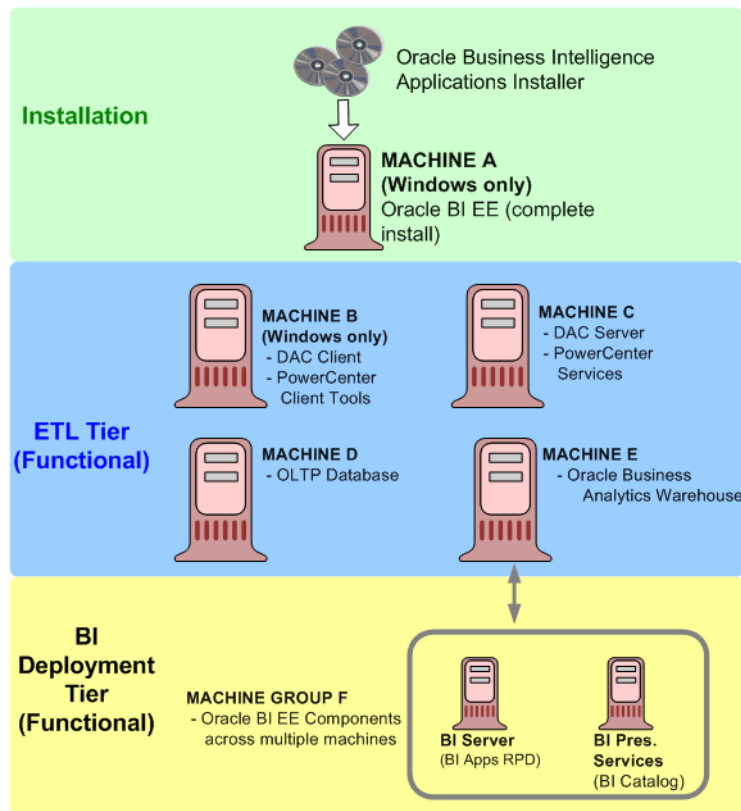 Oracle Business Intelligence
Applications Installer
Installation
MACHINE A
(Windows only)
Oracle BI EE (complete
install)
MACHINE B
(Windows only)
- DAC Client
- PowerCenter
Client Tools
MACHINE C
- DAC Server
- PowerCenter
Services
ETL Tier
(Functional)
MACHINE D
- OLTP Database
MACHINE E
- Oracle Business
Analytics Warehouse
BI
Deployment
Tier
(Functional)
MACHINE GROUP F
- Oracle BI EE Components
across multiple machines
BI Server
(BI Apps RPD)
BI Pres.
Services
(BI Catalog)